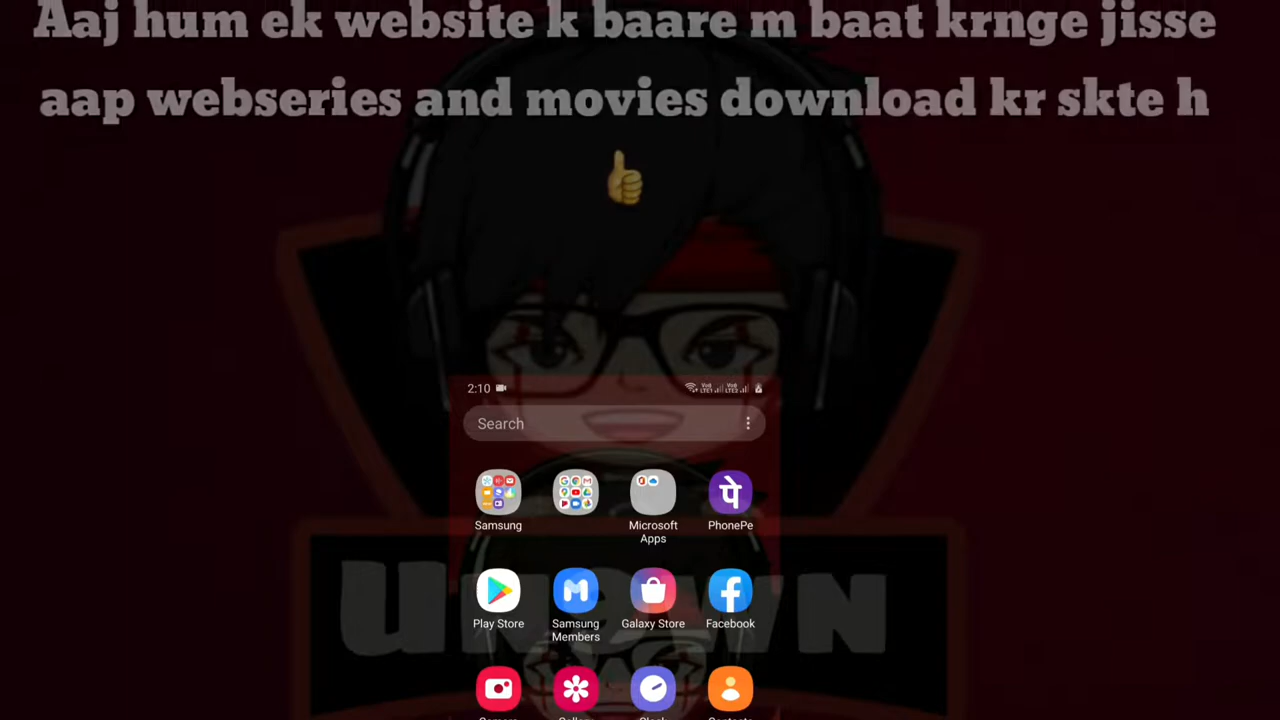 Aaj hum ek website k baare m baat krnge jisse
aap webseries and movies download kr skte h
2:10
Search
Samsung
Microsoft
Apps
PhonePe
Play Store
Samsung
Members
Galaxy Store
Facebook